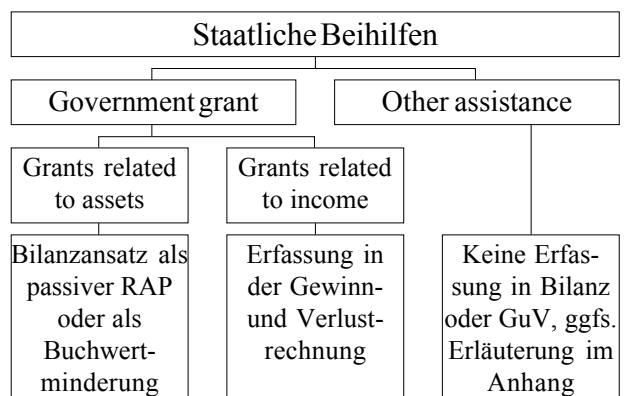 Staatliche Beihilfen
Government grant
Other assistance
Grants related
to assets
Grants related
to income
Bilanzansatz als
passiver RAP
oder als
Buchwert-
minderung
Erfassung in
der Gewinn-
und Verlust-
rechnung
Keine Erfas-
sung in Bilanz
oder GuV, ggfs.
Erläuterung im
Anhang